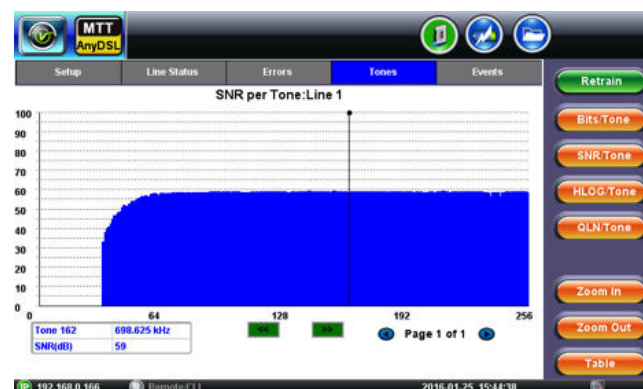 MTT
AnyDSL
Setup Line Status Errors Tones Events
SNR per Tone:Line 1
100
90
80
70
60
50
40
30
20
10
0
0 64 128 192 256
Tone 162 698.625 kHz
SNR(dB) 59
<< >>
Page 1 of 1
Retrain
Bits/Tone
SNR/Tone
HLOG/Tone
QLN/Tone
Zoom In
Zoom Out
Table
IP 192.168.0.166 R Remote:CLI 2016-01-25 15:44:38